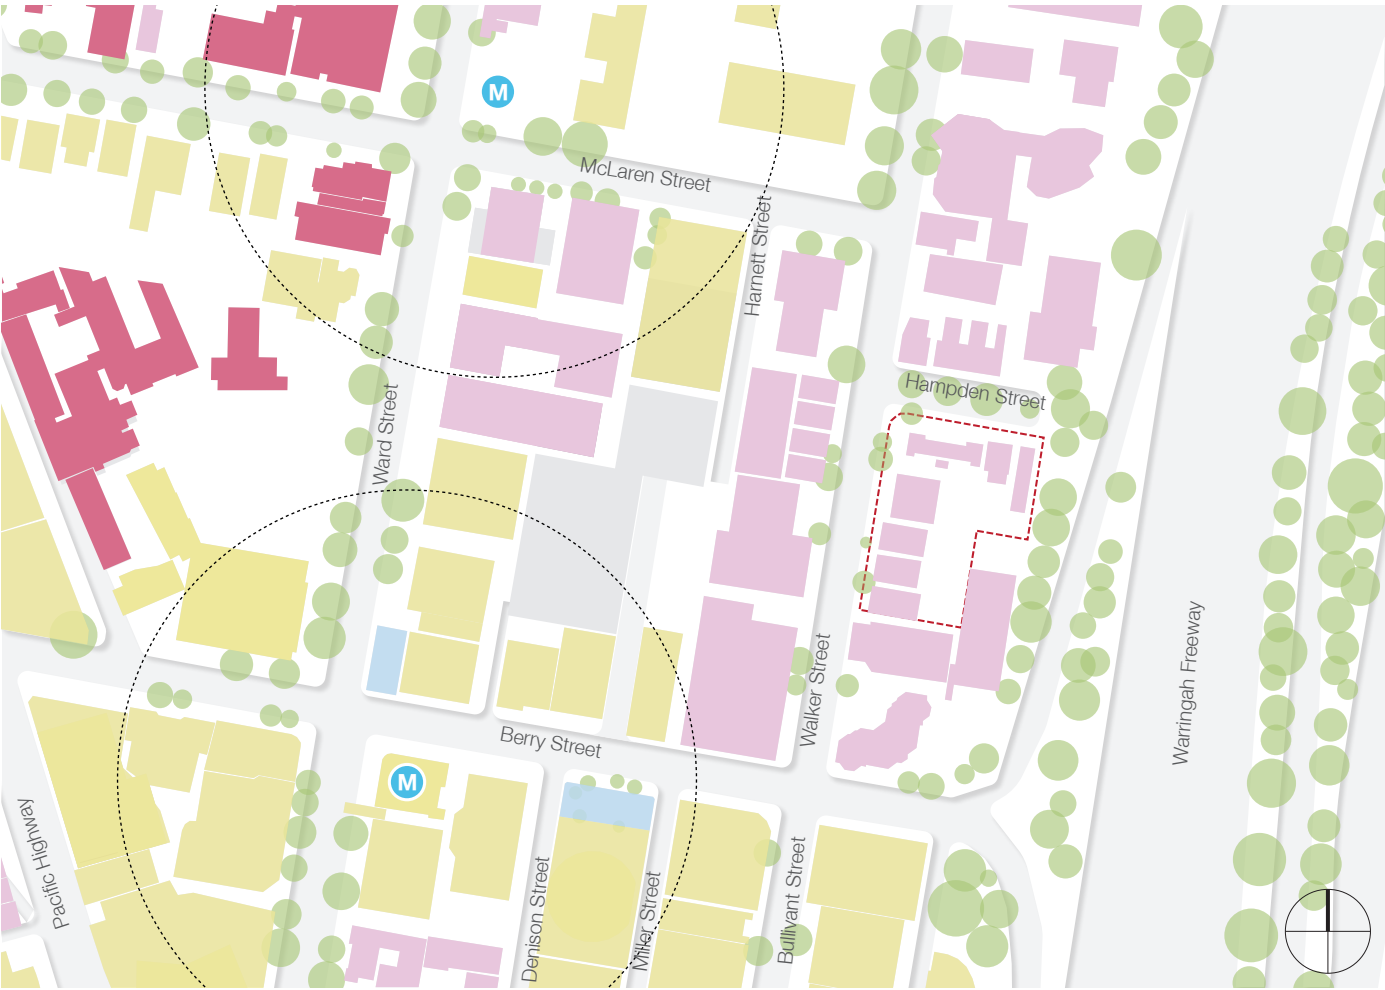 M
McLaren Street
Harnett Street
Hampden Street
Ward Street
Walker Street
Warringah Freeway
Berry Street
M
Pacific Highway
Denison Street
Miller Street
Bullivant Street